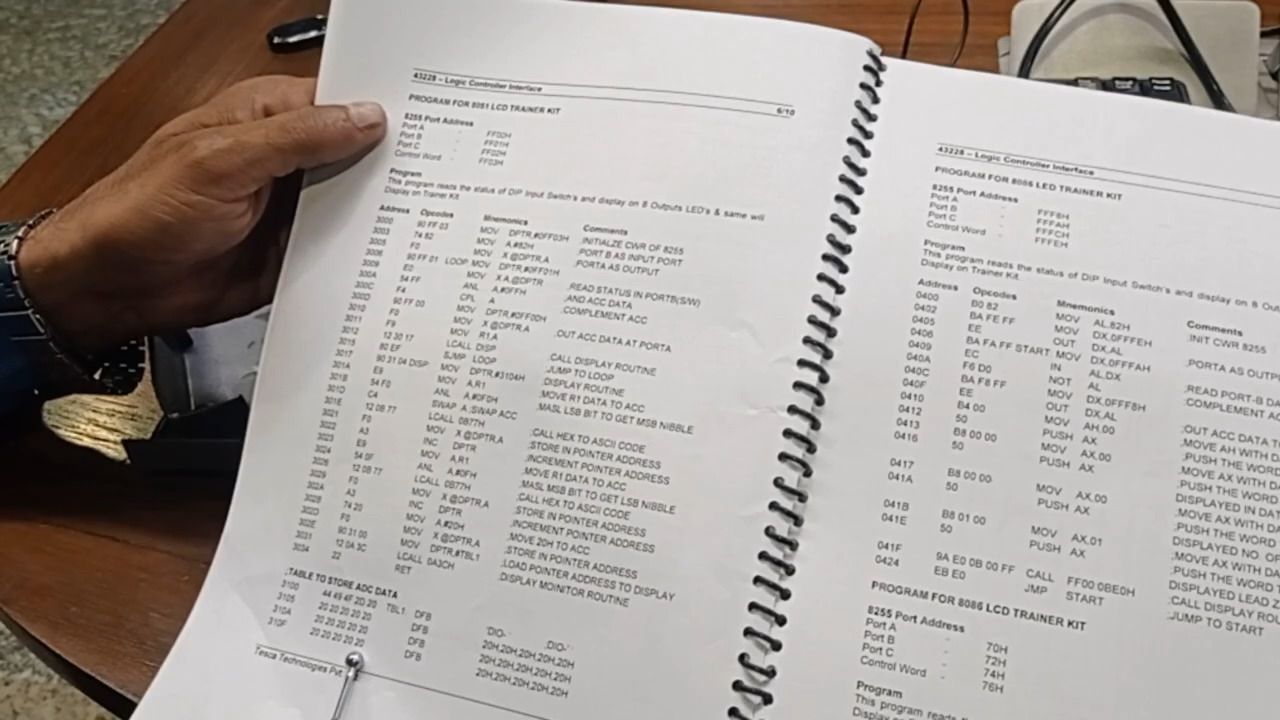 43228 – Logic Controller Interface 6/10
PROGRAM FOR 8051 LCD TRAINER KIT
8255 Port Address
Port A - FF00H
Port B - FF01H
Port C - FF02H
Control Word - FF03H
Program
This program reads the status of DIP Input Switch's and display on 8 Outputs LED's & same will
Display on Trainer Kit
Address Opcodes Mnemonics Comments
3000 90 FF 03 MOV DPTR,#0FF03H ;INITIALZE CWR OF 8255
3003 74 82 MOV A,#82H ;PORT B AS INPUT PORT
3005 F0 MOV X @DPTR,A ;PORTA AS OUTPUT
3006 90 FF 01 LOOP MOV DPTR,#0FF01H
3009 E0 MOV X A,@DPTR ;READ STATUS IN PORTB(S/W)
300A 54 FF ANL A,#0FFH ;AND ACC DATA
300C F4 CPL A ;COMPLEMENT ACC
300D 90 FF 00 MOV DPTR,#0FF00H
3010 F0 MOV X @DPTR,A ;OUT ACC DATA AT PORTA
3011 F9 MOV R1,A
3012 12 30 17 LCALL DISP ;CALL DISPLAY ROUTINE
3015 80 EF SJMP LOOP ;JUMP TO LOOP
3017 90 31 04 DISP MOV DPTR,#3104H ;DISPLAY ROUTINE
301A E9 MOV A,R1 ;MOVE R1 DATA TO ACC
301B 54 F0 ANL A,#0F0H ;MASL LSB BIT TO GET MSB NIBBLE
301D C4 SWAP A ;SWAP ACC
301E 12 0B 77 LCALL 0B77H ;CALL HEX TO ASCII CODE
3021 F0 MOV X @DPTR,A ;STORE IN POINTER ADDRESS
3022 A3 INC DPTR ;INCREMENT POINTER ADDRESS
3023 E9 MOV A,R1 ;MOVE R1 DATA TO ACC
3024 54 0F ANL A,#0FH ;MASL MSB BIT TO GET LSB NIBBLE
3026 12 0B 77 LCALL 0B77H ;CALL HEX TO ASCII CODE
3029 F0 MOV X @DPTR,A ;STORE IN POINTER ADDRESS
302A A3 INC DPTR ;INCREMENT POINTER ADDRESS
302B 74 20 MOV A,#20H ;MOVE 20H TO ACC
302D F0 MOV X @DPTR,A ;STORE IN POINTER ADDRESS
302E 90 31 00 MOV DPTR,#TBL1 ;LOAD POINTER ADDRESS TO DISPLAY
3031 12 0A 3C LCALL 0A3CH ;DISPLAY MOINITOR ROUTINE
3034 22 RET
;TABLE TO STORE ADC DATA
3100 44 49 4F 2D 20 TBL1 DFB 'DIO- ;DIO-'
3105 20 20 20 20 20 DFB 20H,20H,20H,20H,20H
310A 20 20 20 20 20 DFB 20H,20H,20H,20H,20H
310F 20 20 20 20 20 DFB 20H,20H,20H,20H,20H
Tesca Technologies Pvt.
43228 – Logic Controller Interface
PROGRAM FOR 8086 LED TRAINER KIT
8255 Port Address
Port A - FFF8H
Port B - FFFAH
Port C - FFFCH
Control Word - FFFEH
Program
This program reads the status of DIP Input Switch's and display on 8 Ou
Display on Trainer Kit
Address Opcodes Mnemonics Comments
0400 B0 82 MOV AL,82H ;INIT CWR 8255
0402 BA FE FF MOV DX,0FFFEH
0405 EE OUT DX,AL ;PORTA AS OUTP
0406 BA FA FF START MOV DX,0FFFAH
0409 EC IN AL,DX ;READ PORT-B DA
040A F6 D0 NOT AL ;COMPLEMENT AC
040C BA F8 FF MOV DX,0FFF8H
040F EE OUT DX,AL ;OUT ACC DATA T
0410 B4 00 MOV AH,00 ;MOV AH WITH DA
0412 50 PUSH AX ;PUSH THE WORD
0413 B8 00 00 MOV AX,00 ;MOVE AX WITH DA
0416 50 PUSH AX ;PUSH THE WORD
DISPLAYED IN DAT
0417 B8 00 00 MOV AX,00 ;MOV AX WITH DA
041A 50 PUSH AX ;PUSH THE WORD
DISPLAYED NO. OF
041B B8 01 00 MOV AX,01 ;MOVE AX WITH DA
041E 50 PUSH AX ;PUSH THE WORD T
DISPLAYED LEAD Z
041F 9A E0 0B 00 FF CALL FF00:0BE0H ;CALL DISPLAY ROU
0424 EB E0 JMP START ;JUMP TO START
PROGRAM FOR 8086 LCD TRAINER KIT
8255 Port Address
Port A - 70H
Port B - 72H
Port C - 74H
Control Word - 76H
Program
This program reads
Display on